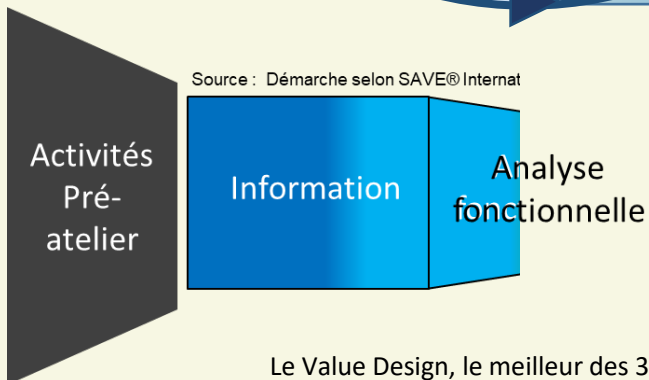 Source : Démarche selon SAVE® Internat
Activités
Pré-
atelier
Information
Analyse
fonctionnelle
Le Value Design, le meilleur des 3